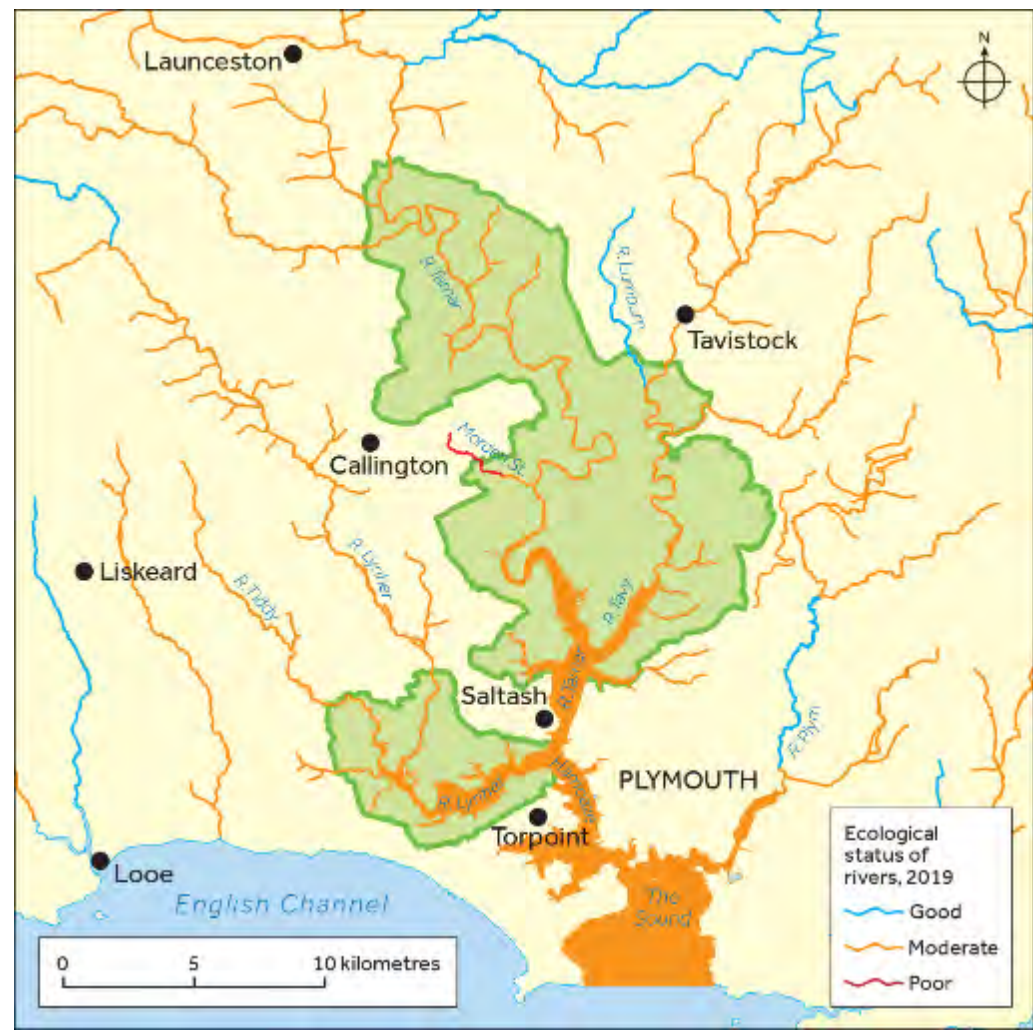 Launceston
N
R. Tamar
R. Lumburn
Tavistock
Morden St.
Callington
Liskeard
R. Lynher
R. Tiddy
R. Tavy
Saltash
R. Tamar
R. Plym
PLYMOUTH
Hamoaze
R. Lynher
Torpoint
Looe
English Channel
The
Sound
Ecological
status of
rivers, 2019
Good
Moderate
Poor
0 5 10 kilometres